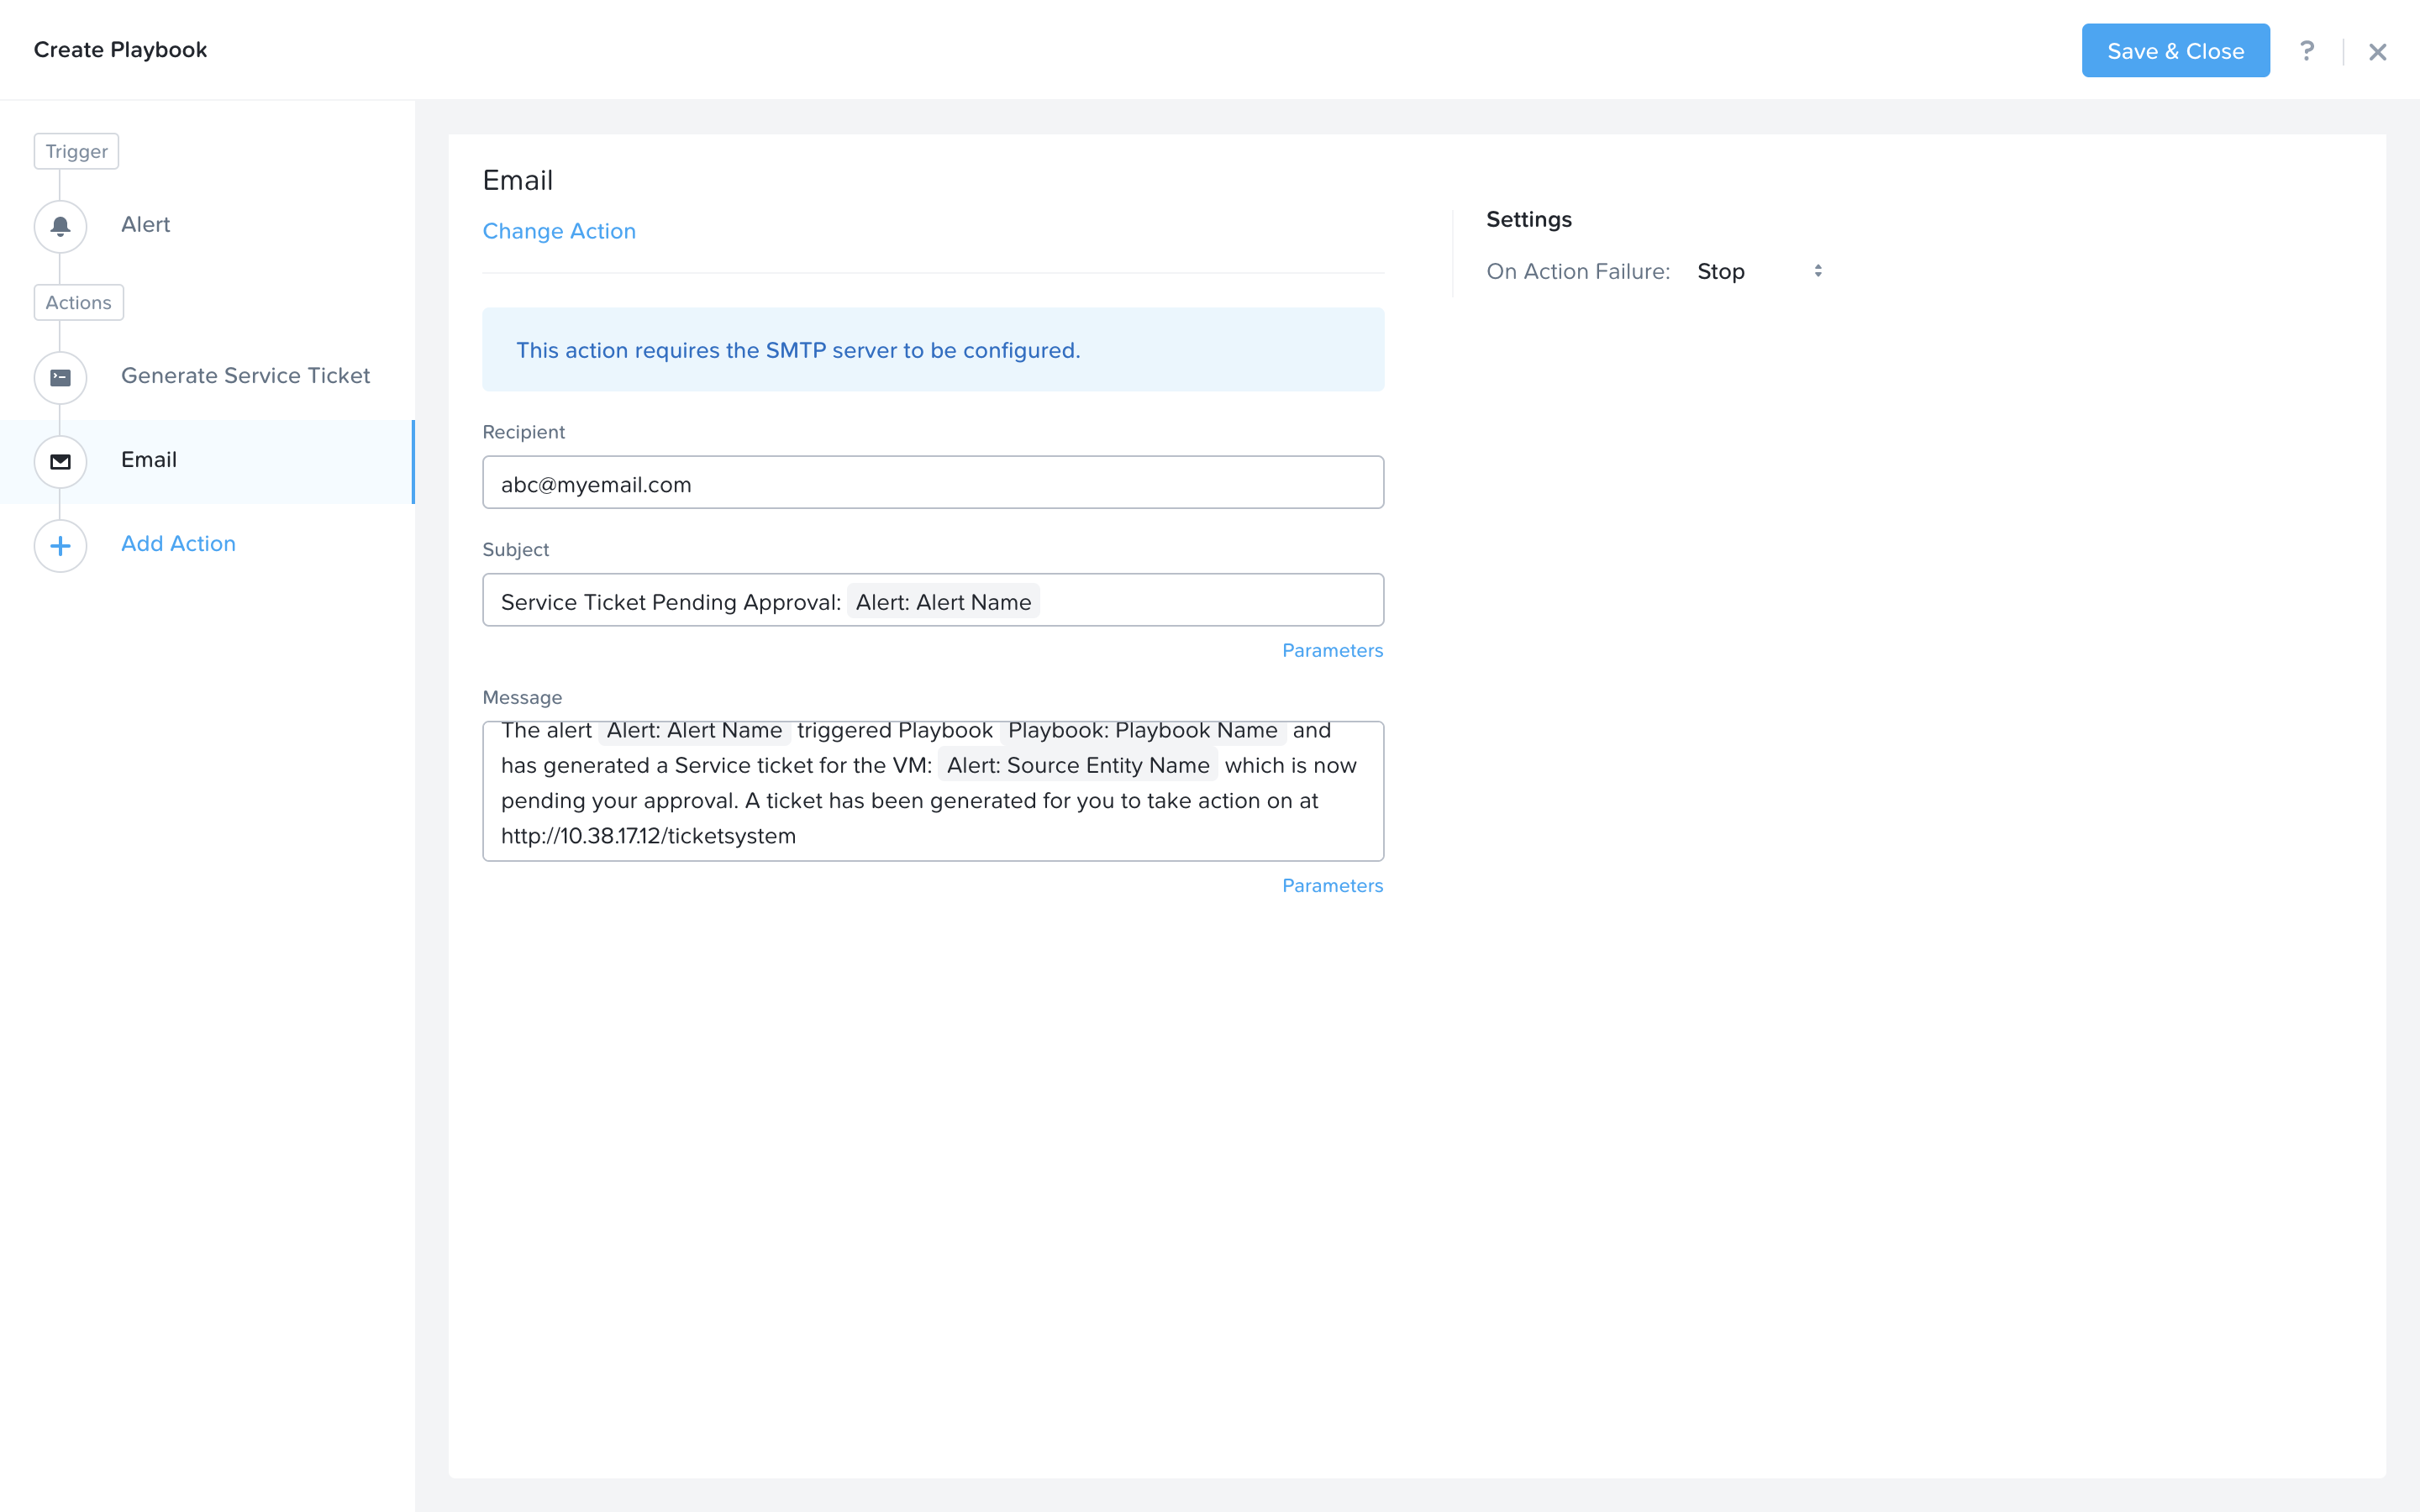 Create Playbook
Save & Close
?
Trigger
Alert
Actions
Generate Service Ticket
Email
Add Action
Email
Change Action
This action requires the SMTP server to be configured.
Recipient
abc@myemail.com
Subject
Service Ticket Pending Approval: Alert: Alert Name
Parameters
Message
The alert Alert: Alert Name triggered Playbook Playbook: Playbook Name and
has generated a Service ticket for the VM: Alert: Source Entity Name which is now
pending your approval. A ticket has been generated for you to take action on at
http://10.38.17.12/ticketsystem
Parameters
Settings
On Action Failure: Stop